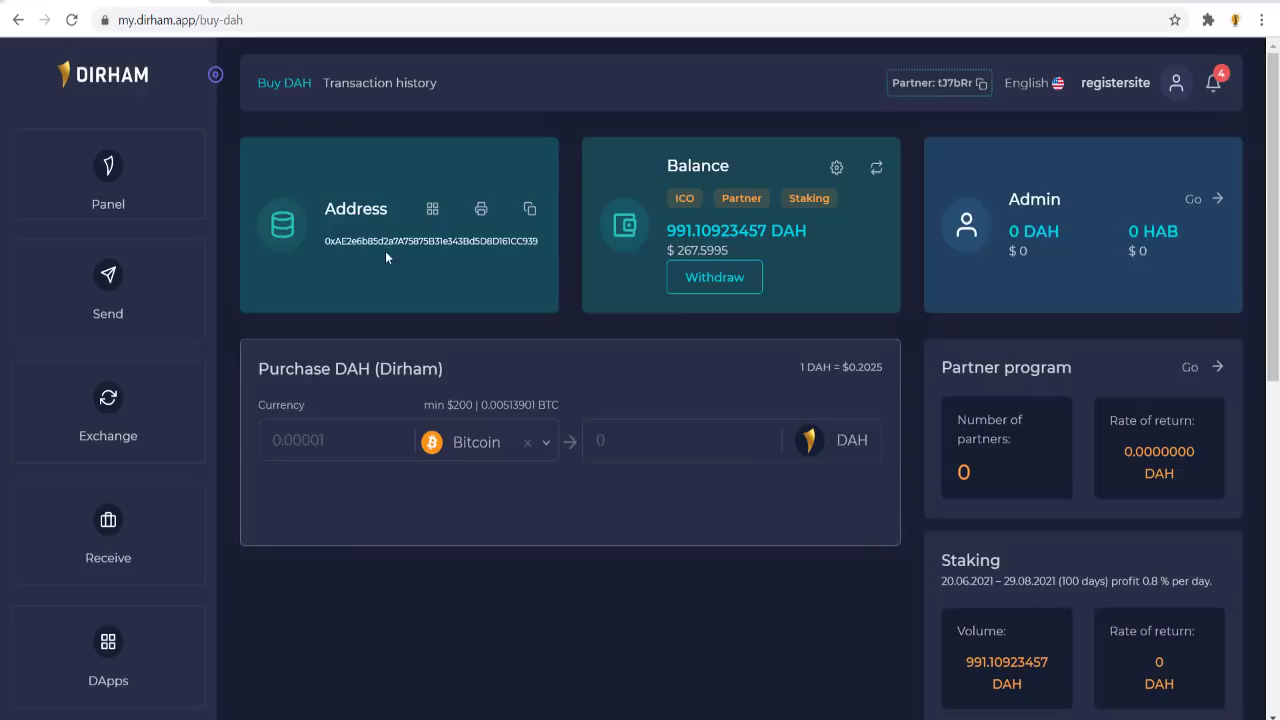 my.dirham.app/buy-dah
DIRHAM
Buy DAH Transaction history
Partner: tJ7bRr
English
registersite
4
Panel
Send
Exchange
Receive
DApps
Address
0xAE2e6b85d2a7A75875B31e343Bd5D8D161CC939
Balance
ICO Partner Staking
991.10923457 DAH
$ 267.5995
Withdraw
Admin
Go
0 DAH 0 HAB
$ 0 $ 0
Purchase DAH (Dirham)
1 DAH = $0.2025
Currency
min $200 | 0.00513901 BTC
0.00001
Bitcoin
0
DAH
Partner program
Go
Number of
partners:
0
Rate of return:
0.0000000
DAH
Staking
20.06.2021 – 29.08.2021 (100 days) profit 0.8 % per day.
Volume:
991.10923457
DAH
Rate of return:
0
DAH